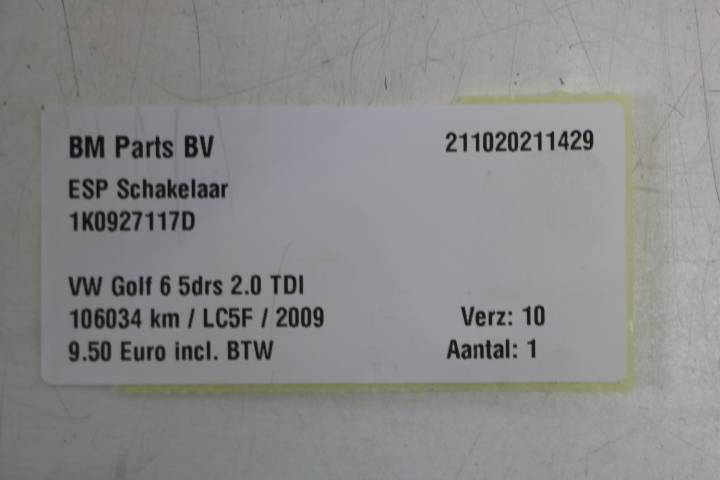 BM Parts BV 211020211429
ESP Schakelaar
1K0927117D
VW Golf 6 5drs 2.0 TDI
106034 km / LC5F / 2009 Verz: 10
9.50 Euro incl. BTW Aantal: 1